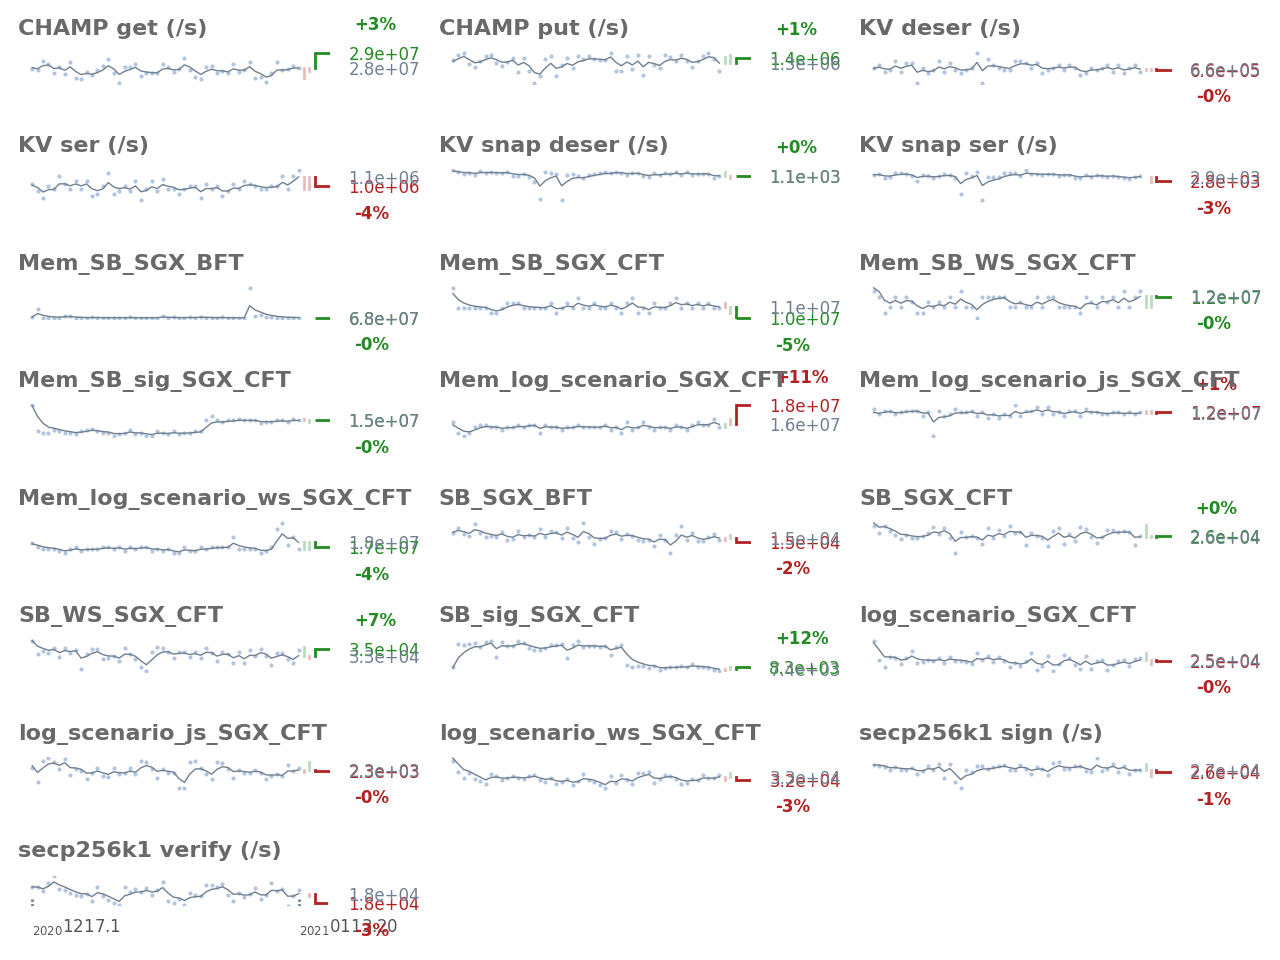 CHAMP get (/s)
+3%
2.9e+07
2.8e+07
CHAMP put (/s)
+1%
1.4e+06
1.3e+06
KV deser (/s)
6.6e+05
-0%
KV ser (/s)
1.1e+06
1.0e+06
-4%
KV snap deser (/s)
+0%
1.1e+03
KV snap ser (/s)
2.9e+03
2.8e+03
-3%
Mem_SB_SGX_BFT
6.8e+07
-0%
Mem_SB_SGX_CFT
1.1e+07
1.0e+07
-5%
Mem_SB_WS_SGX_CFT
1.2e+07
-0%
Mem_SB_sig_SGX_CFT
1.5e+07
-0%
Mem_log_scenario_SGX_CFT
+11%
1.8e+07
1.6e+07
Mem_log_scenario_js_SGX_CFT
+1%
1.2e+07
Mem_log_scenario_ws_SGX_CFT
1.8e+07
1.7e+07
-4%
SB_SGX_BFT
1.5e+04
1.5e+04
-2%
SB_SGX_CFT
+0%
2.6e+04
SB_WS_SGX_CFT
+7%
3.5e+04
3.3e+04
SB_sig_SGX_CFT
+12%
8.3e+03
7.4e+03
log_scenario_SGX_CFT
2.5e+04
-0%
log_scenario_js_SGX_CFT
2.3e+03
-0%
log_scenario_ws_SGX_CFT
3.2e+04
-3%
secp256k1 sign (/s)
2.7e+04
2.6e+04
-1%
secp256k1 verify (/s)
1.8e+04
1.8e+04
-3%
2020 1217.1
2021 0113.20